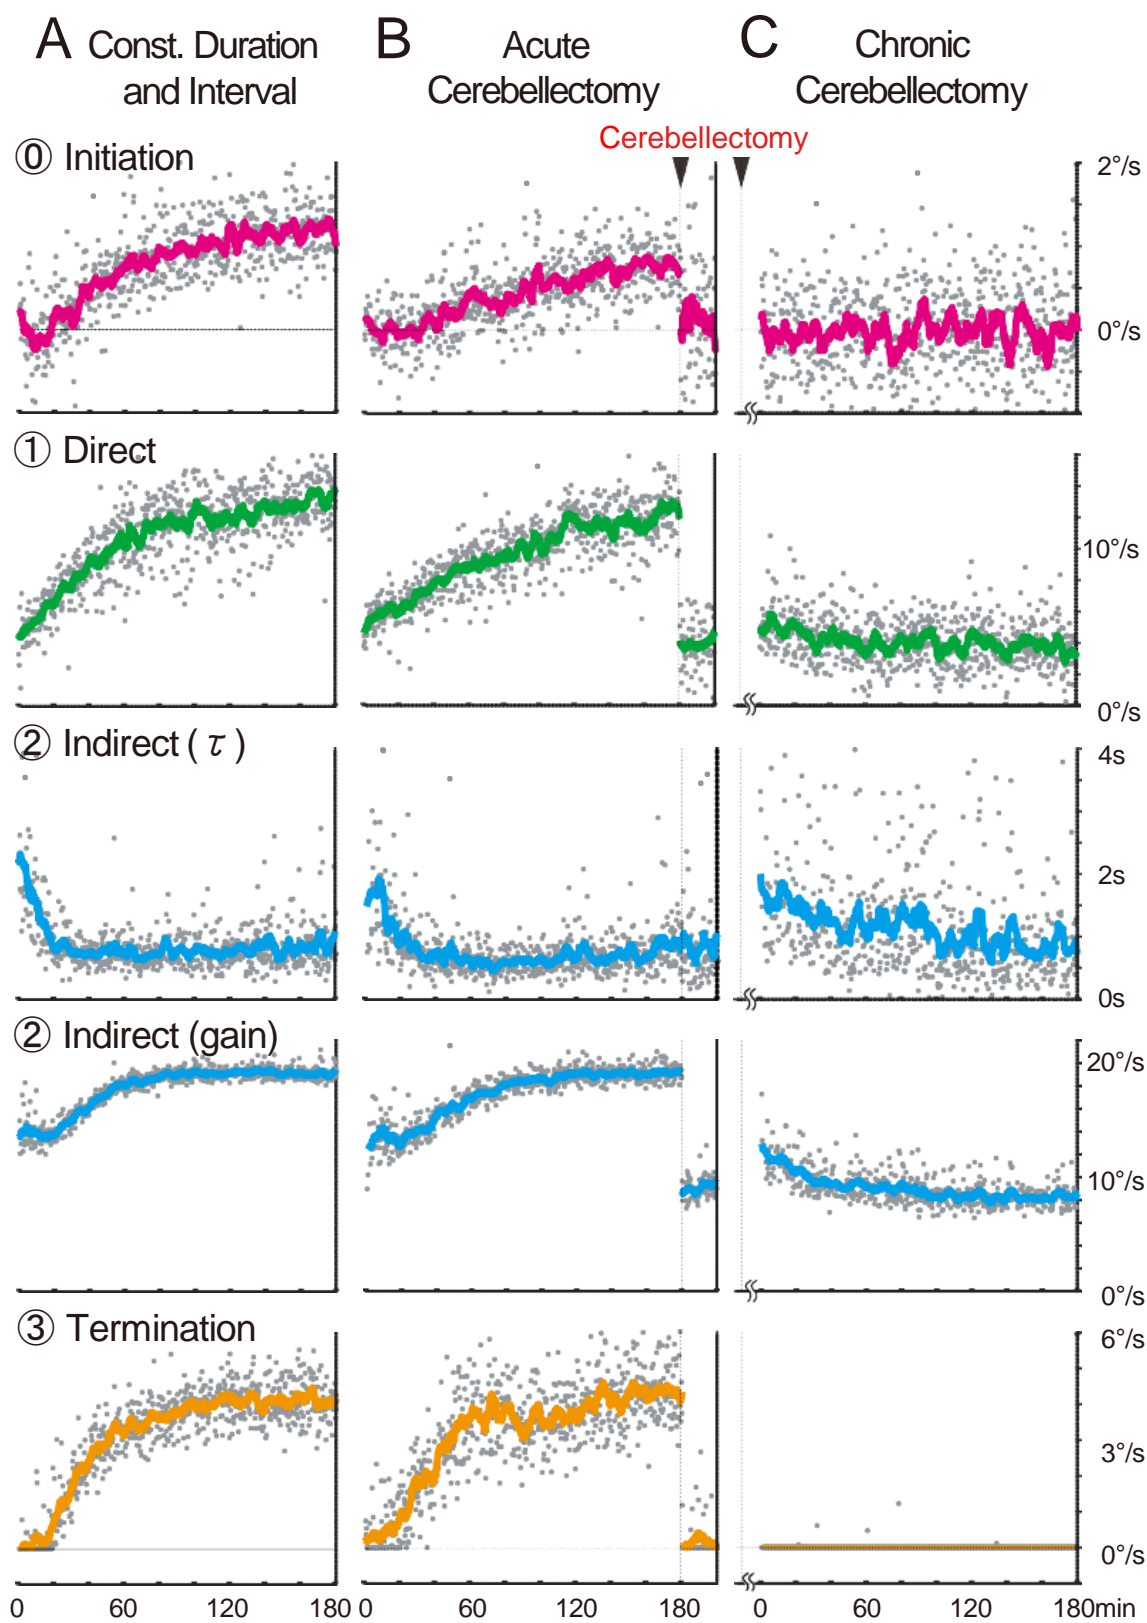 A Const. Duration and Interval
B Acute Cerebellectomy
C Chronic Cerebellectomy
Cerebellectomy
⓪ Initiation
2°/s
0°/s
① Direct
10°/s
0°/s
② Indirect ( τ )
4s
2s
0s
② Indirect (gain)
20°/s
10°/s
0°/s
③ Termination
6°/s
3°/s
0°/s
0 60 120 180 0 60 120 180 0 60 120 180min